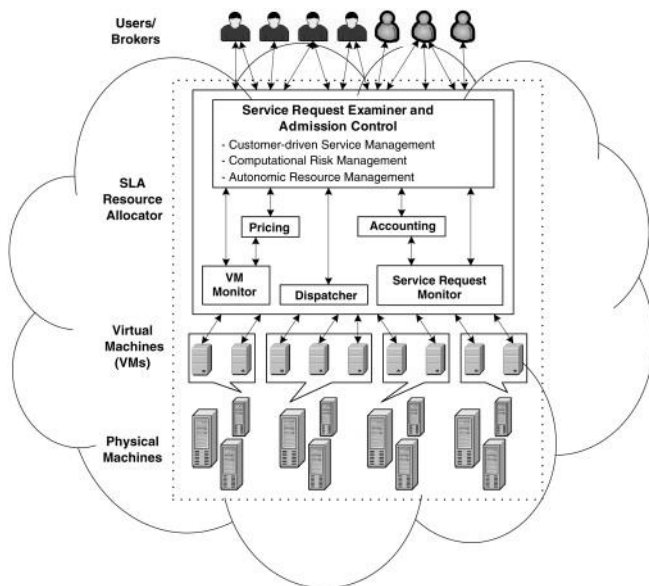 Users/
Brokers
Service Request Examiner and
Admission Control
- Customer-driven Service Management
- Computational Risk Management
- Autonomic Resource Management
SLA
Resource
Allocator
Pricing
Accounting
VM
Monitor
Dispatcher
Service Request
Monitor
Virtual
Machines
(VMs)
Physical
Machines